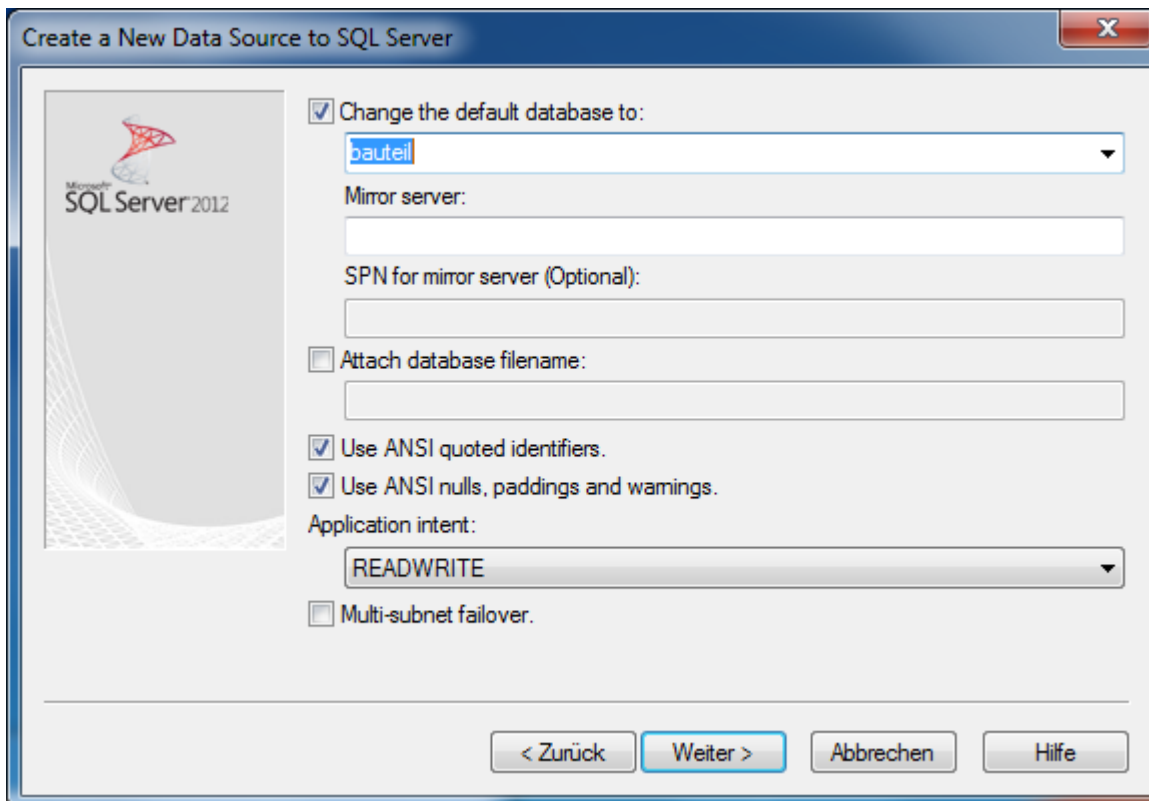 Create a New Data Source to SQL Server
X
Microsoft
SQL Server 2012
Change the default database to:
bauteil
Mirror server:
SPN for mirror server (Optional):
Attach database filename:
Use ANSI quoted identifiers.
Use ANSI nulls, paddings and warnings.
Application intent:
READWRITE
Multi-subnet failover.
< Zurück
Weiter >
Abbrechen
Hilfe